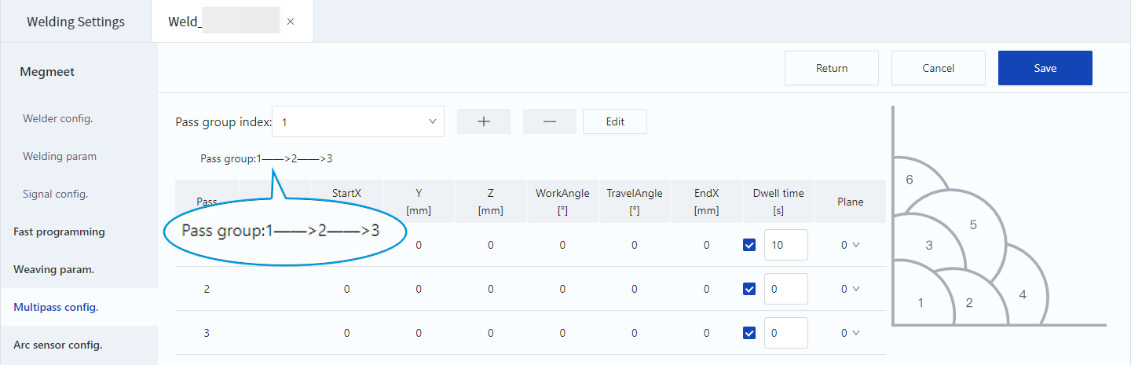 Welding Settings
Weld_
×
Megmeet
Return
Cancel
Save
Welder config.
Welding param
Signal config.
Fast programming
Weaving param.
Multipass config.
Arc sensor config.
Pass group index:
1
+
—
Edit
Pass group:1——>2——>3
Pass StartX Y Z WorkAngle TravelAngle EndX Dwell time Plane
[mm] [mm] [°] [°] [mm] [s]
Pass group:1——>2——>3
0 0 0 0 0 10 0
2 0 0 0 0 0 0 0 0
3 0 0 0 0 0 0 0 0
6
5
3
4
1
2